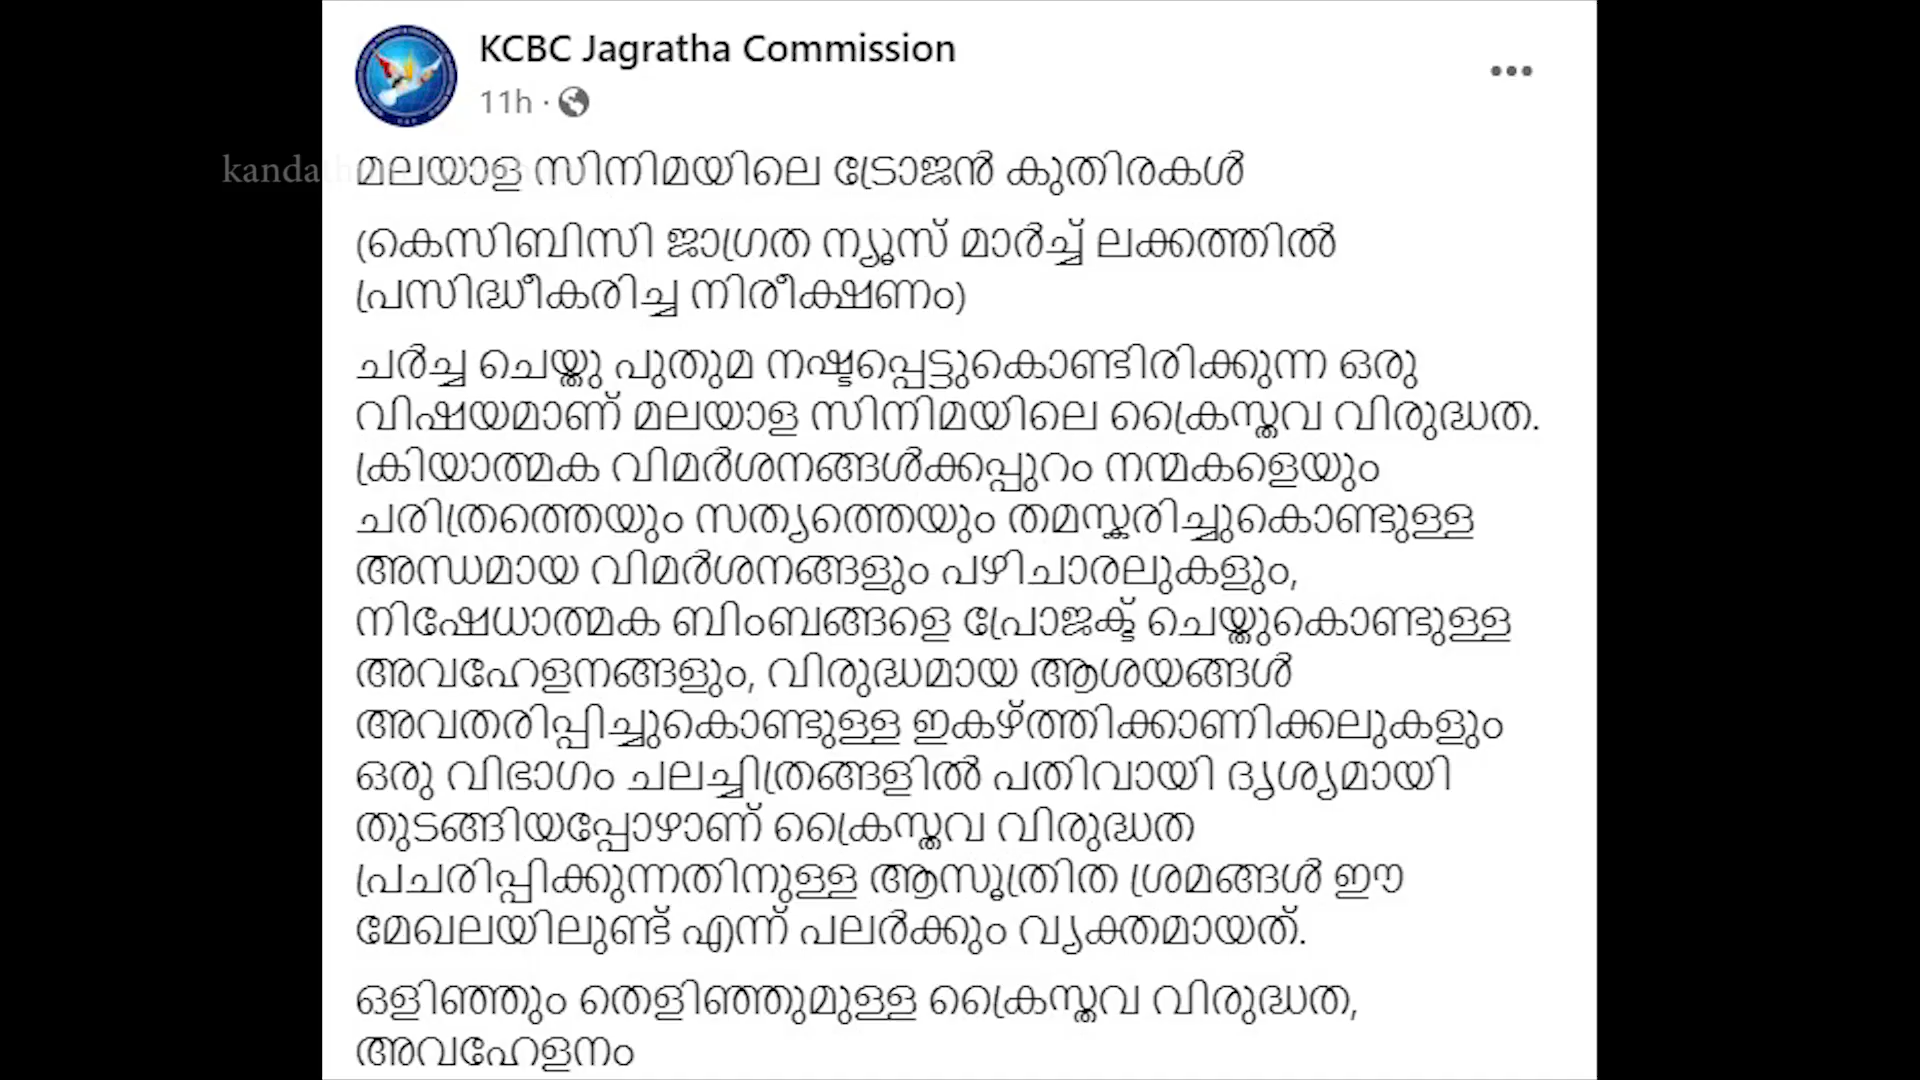 KCBC Jagratha Commission
11h ·
മലയാള സിനിമയിലെ ട്രോജൻ കുതിരകൾ
(കെസിബിസി ജാഗ്രത ന്യൂസ് മാർച്ച് ലക്കത്തിൽ
പ്രസിദ്ധീകരിച്ച നിരീക്ഷണം)
ചർച്ച ചെയ്തു പുതുമ നഷ്ടപ്പെട്ടുകൊണ്ടിരിക്കുന്ന ഒരു
വിഷയമാണ് മലയാള സിനിമയിലെ ക്രൈസ്തവ വിരുദ്ധത.
ക്രിയാത്മക വിമർശനങ്ങൾക്കപ്പുറം നന്മകളെയും
ചരിത്രത്തെയും സത്യത്തെയും തമസ്കരിച്ചുകൊണ്ടുള്ള
അന്ധമായ വിമർശനങ്ങളും പഴിചാരലുകളും,
നിഷേധാത്മക ബിംബങ്ങളെ പ്രോജക്ട് ചെയ്തുകൊണ്ടുള്ള
അവഹേളനങ്ങളും, വിരുദ്ധമായ ആശയങ്ങൾ
അവതരിപ്പിച്ചുകൊണ്ടുള്ള ഇകഴ്ത്തിക്കാണിക്കലുകളും
ഒരു വിഭാഗം ചലച്ചിത്രങ്ങളിൽ പതിവായി ദൃശ്യമായി
തുടങ്ങിയപ്പോഴാണ് ക്രൈസ്തവ വിരുദ്ധത
പ്രചരിപ്പിക്കുന്നതിനുള്ള ആസൂത്രിത ശ്രമങ്ങൾ ഈ
മേഖലയിലുണ്ട് എന്ന് പലർക്കും വ്യക്തമായത്.
ഒളിഞ്ഞും തെളിഞ്ഞുമുള്ള ക്രൈസ്തവ വിരുദ്ധത,
അവഹേളനം